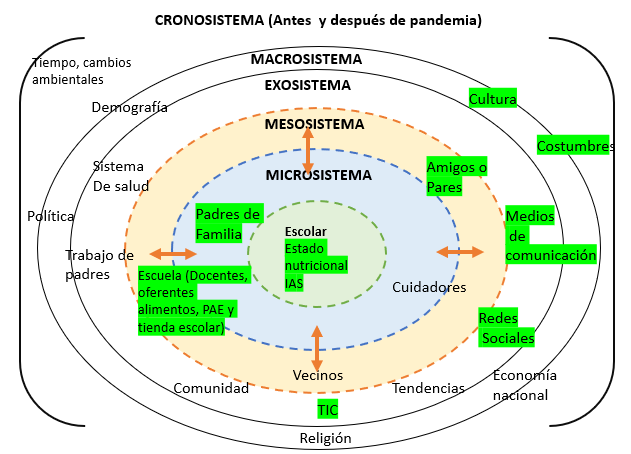 CRONOSISTEMA (Antes y después de pandemia)
MACROSISTEMA
Tiempo, cambios
ambientales
EXOSISTEMA
Cultura
Demografía
MESOSISTEMA
Costumbres
Sistema
De salud
MICROSISTEMA
Amigos o
Pares
Política
Padres de
Familia
Medios
de
comunicación
Escolar
Estado
nutricional
IAS
Trabajo de
padres
Escuela (Docentes,
oferentes
alimentos, PAE y
tienda escolar)
Cuidadores
Redes
Sociales
Vecinos
Comunidad
Tendencias
Economía
nacional
TIC
Religión